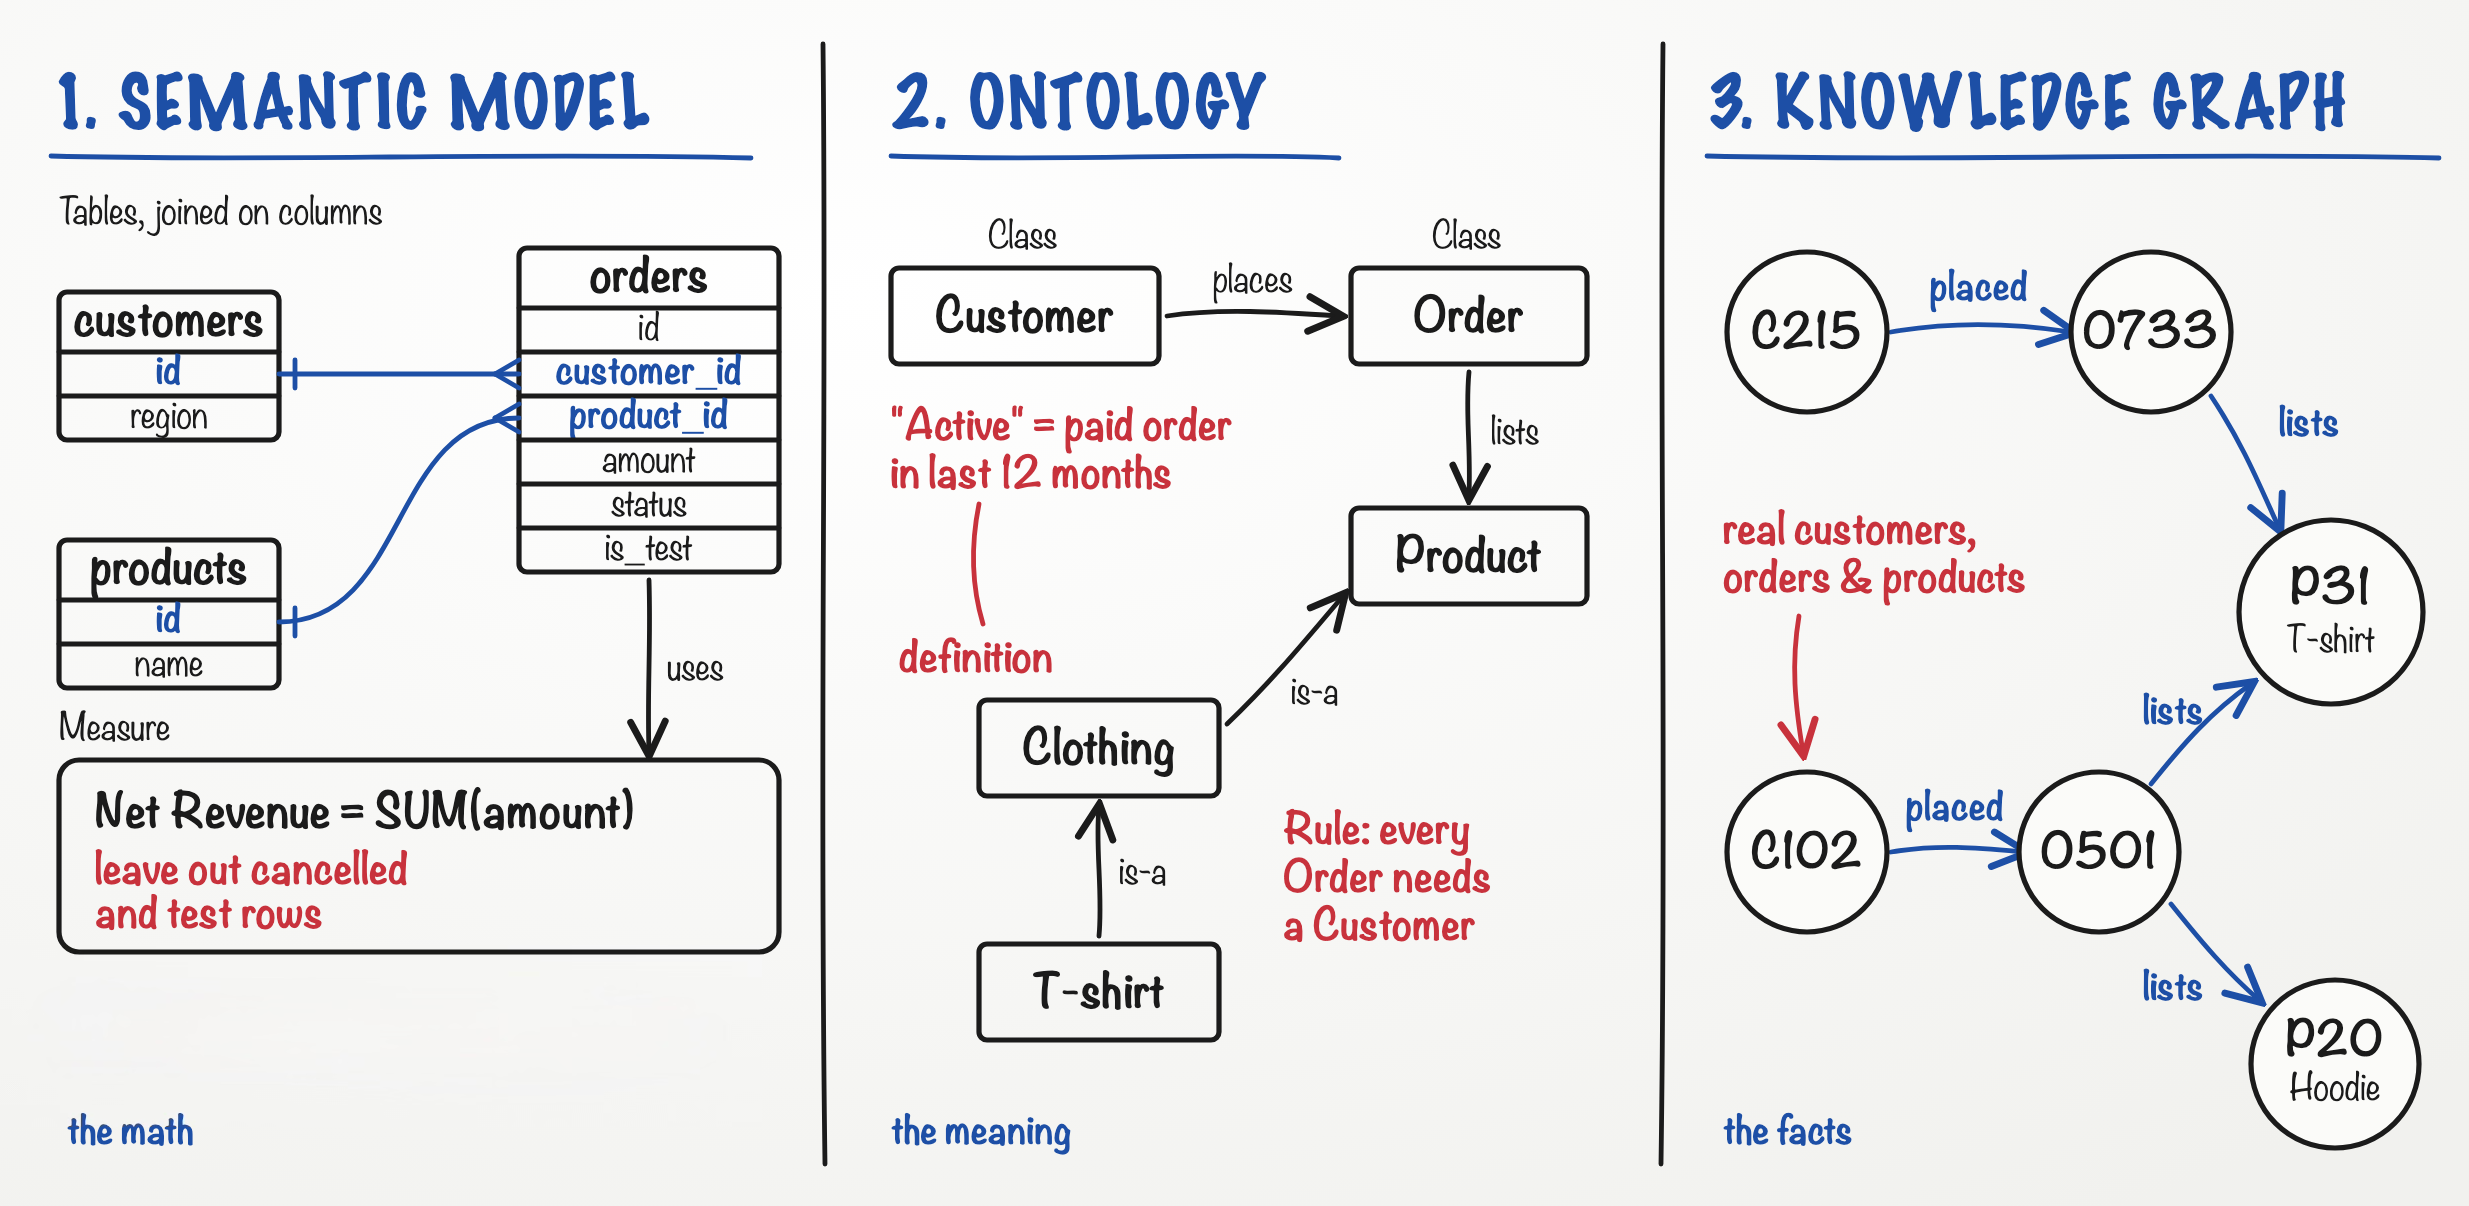 1. SEMANTIC MODEL
Tables, joined on columns
customers
id
region
orders
id
customer_id
product_id
amount
status
is_test
products
id
name
uses
Measure
Net Revenue = SUM(amount)
leave out cancelled
and test rows
the math
2. ONTOLOGY
Class
Class
Customer
places
Order
"Active" = paid order
in last 12 months
lists
definition
Product
is-a
Clothing
is-a
Rule: every
Order needs
a Customer
T-shirt
the meaning
3. KNOWLEDGE GRAPH
C215
placed
O733
lists
real customers,
orders & products
P31
T-shirt
lists
C102
placed
O501
lists
P20
Hoodie
the facts